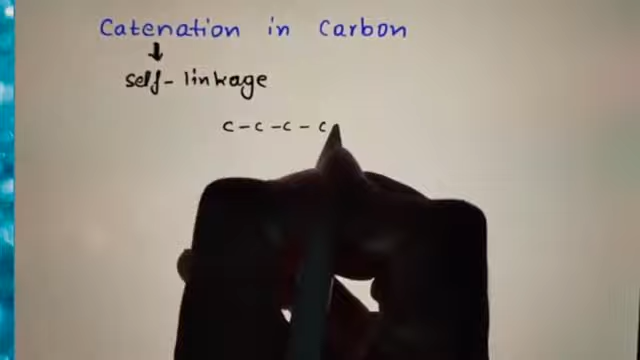 Catenation in Carbon
↓
self-linkage
c-c-c-c